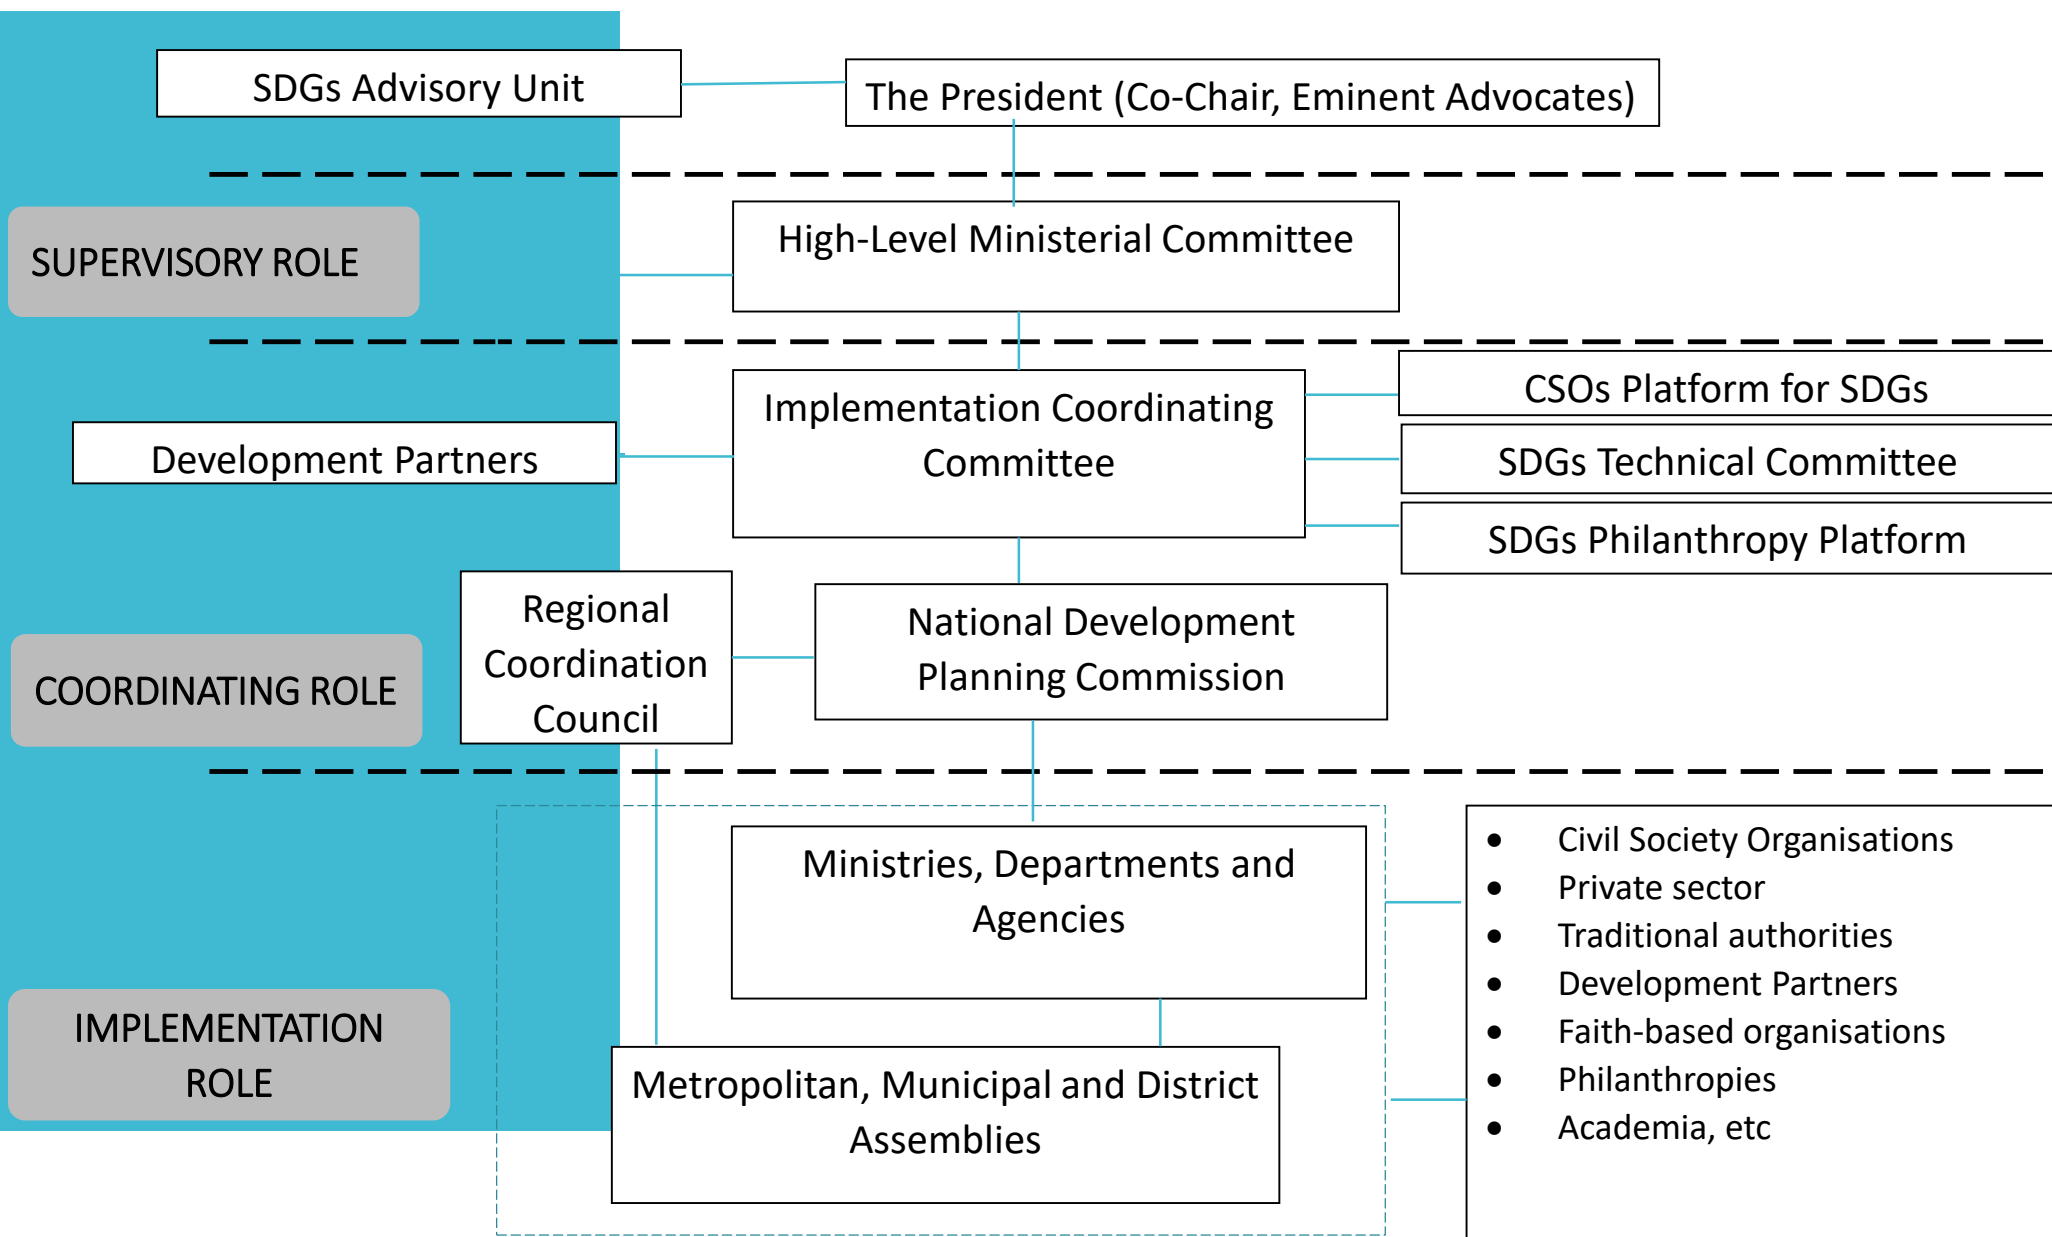 SDGs Advisory Unit
The President (Co-Chair, Eminent Advocates)
SUPERVISORY ROLE
High-Level Ministerial Committee
Development Partners
Implementation Coordinating
Committee
CSOs Platform for SDGs
SDGs Technical Committee
SDGs Philanthropy Platform
COORDINATING ROLE
Regional
Coordination
Council
National Development
Planning Commission
IMPLEMENTATION
ROLE
Ministries, Departments and
Agencies
Metropolitan, Municipal and District
Assemblies
• Civil Society Organisations
• Private sector
• Traditional authorities
• Development Partners
• Faith-based organisations
• Philanthropies
• Academia, etc